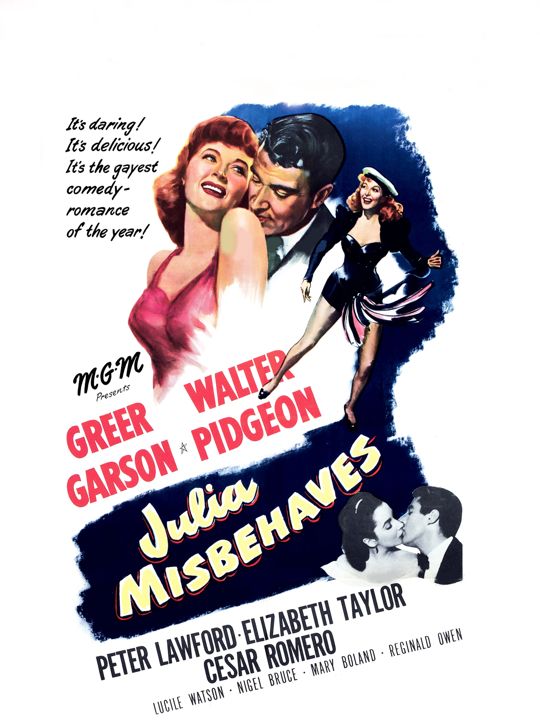 It's daring!
It's delicious!
It's the gayest
comedy-
romance
of the year!
M-G-M
Presents
GREER
GARSON
WALTER
PIDGEON
Julia
MISBEHAVES
PETER LAWFORD · ELIZABETH TAYLOR
CESAR ROMERO
LUCILE WATSON · NIGEL BRUCE · MARY BOLAND · REGINALD OWEN